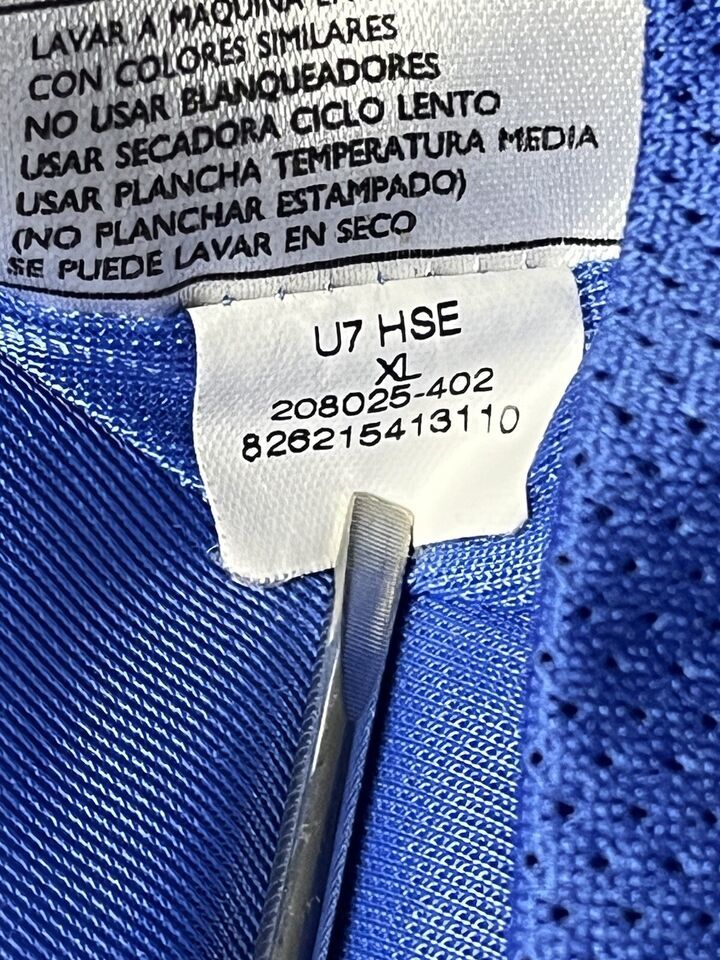 LAVAR A MAQUINA EN
CON COLORES SIMILARES
NO USAR BLANQUEADORES
USAR SECADORA CICLO LENTO
USAR PLANCHA TEMPERATURA MEDIA
(NO PLANCHAR ESTAMPADO)
SE PUEDE LAVAR EN SECO
U7 HSE
XL
208025-402
826215413110